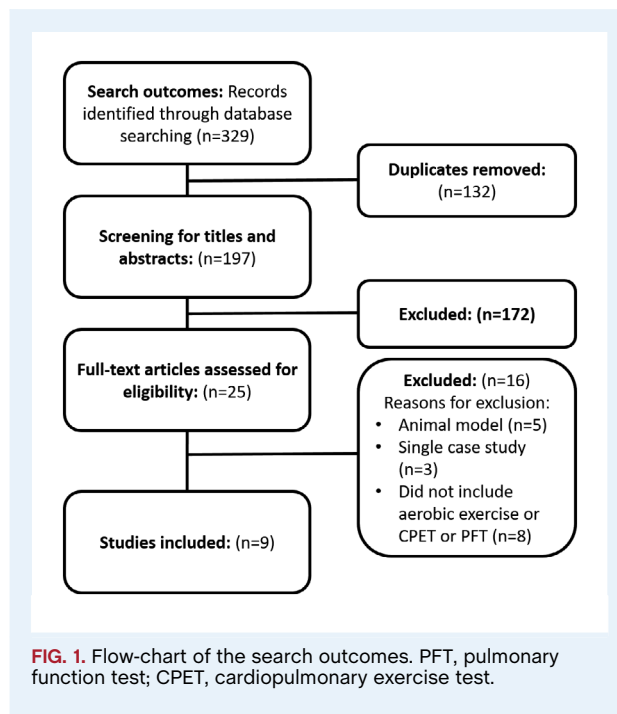 Search outcomes: Records
identified through database
searching (n=329)
Duplicates removed:
(n=132)
Screening for titles and
abstracts: (n=197)
Excluded: (n=172)
Full-text articles assessed for
eligibility: (n=25)
Excluded: (n=16)
Reasons for exclusion:
• Animal model (n=5)
• Single case study
(n=3)
• Did not include
aerobic exercise or
CPET or PFT (n=8)
Studies included: (n=9)
FIG. 1. Flow-chart of the search outcomes. PFT, pulmonary
function test; CPET, cardiopulmonary exercise test.